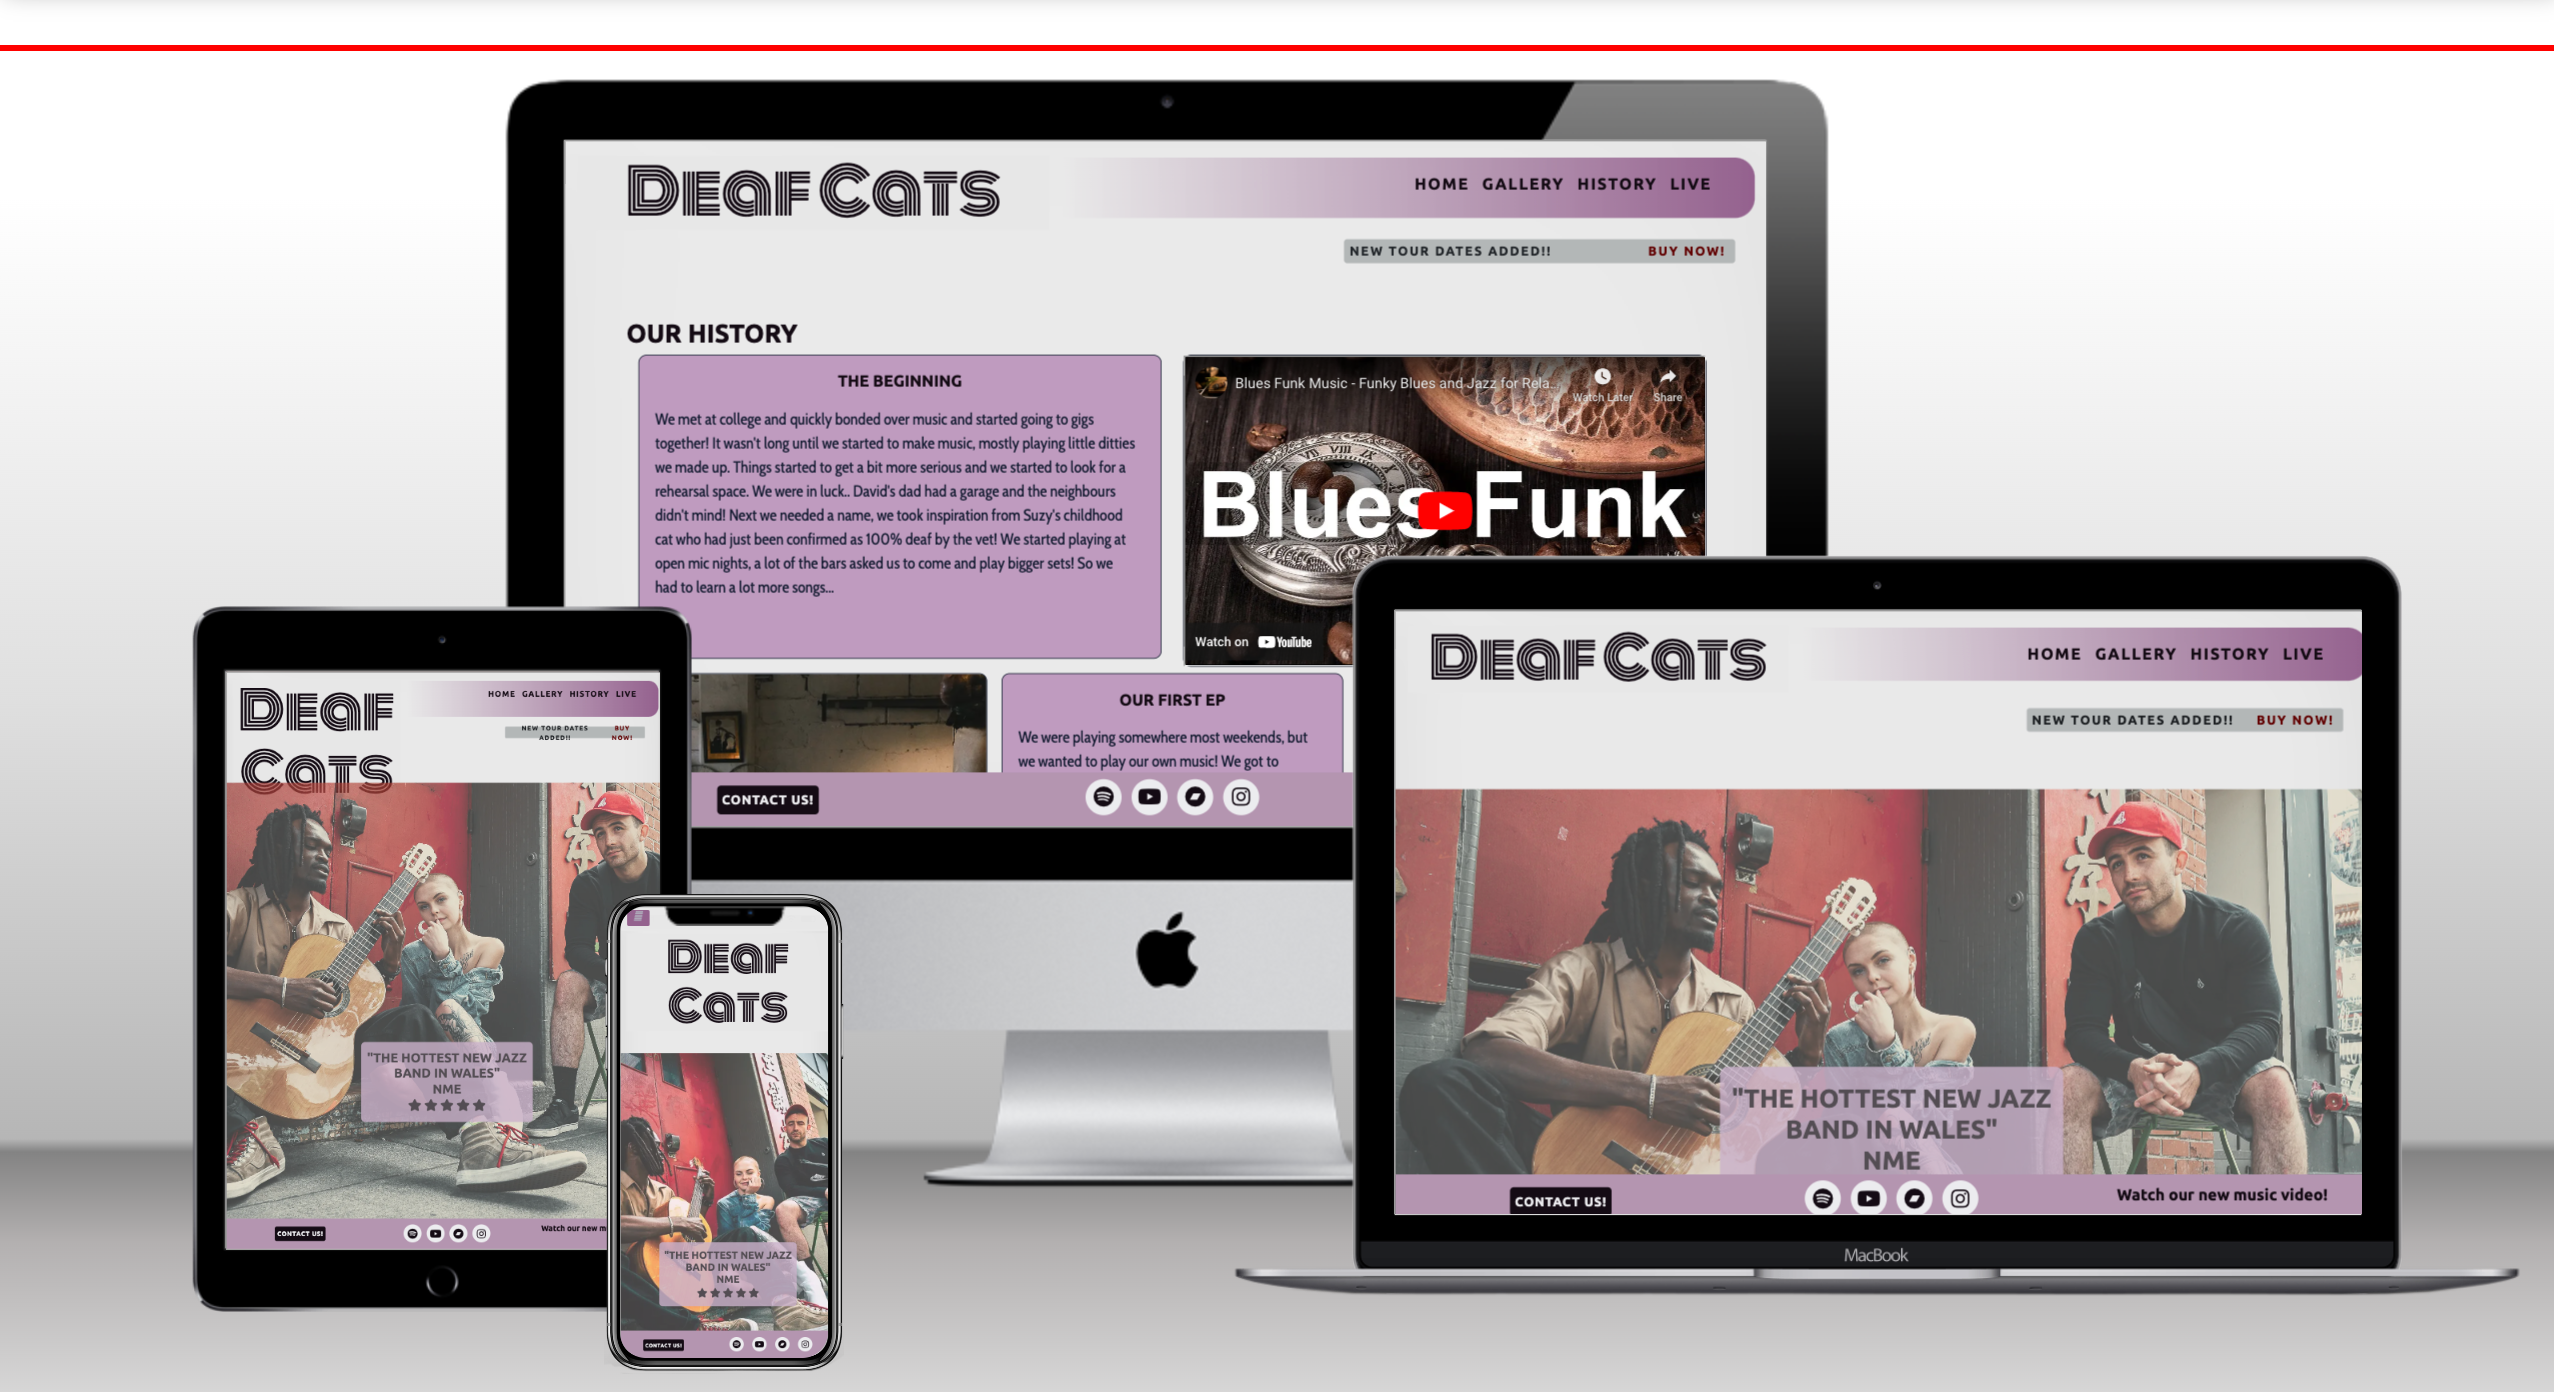 DEaF CaTS
HOME GALLERY HISTORY LIVE
NEW TOUR DATES ADDED!! BUY NOW!
OUR HISTORY
THE BEGINNING
We met at college and quickly bonded over music and started going to gigs
together! It wasn't long until we started to make music, mostly playing little ditties
we made up. Things started to get a bit more serious and we started to look for a
rehearsal space. We were in luck.. David's dad had a garage and the neighbours
didn't mind! Next we needed a name, we took inspiration from Suzy's childhood
cat who had just been confirmed as 100% deaf by the vet! We started playing at
open mic nights, a lot of the bars asked us to come and play bigger sets! So we
had to learn a lot more songs...
Blues Funk Music - Funky Blues and Jazz for Rela...
Watch Later
Share
VII VIII IX X
Blues Funk
Watch on YouTube
OUR FIRST EP
We were playing somewhere most weekends, but
we wanted to play our own music! We got to
CONTACT US!
DEaF
CaTS
HOME GALLERY HISTORY LIVE
NEW TOUR DATES
ADDED!!
BUY
NOW!
"THE HOTTEST NEW JAZZ
BAND IN WALES"
NME
CONTACT US!
Watch our new m
DEaF
CaTS
"THE HOTTEST NEW JAZZ
BAND IN WALES"
NME
CONTACT US!
DEaF CaTS
HOME GALLERY HISTORY LIVE
NEW TOUR DATES ADDED!! BUY NOW!
"THE HOTTEST NEW JAZZ
BAND IN WALES"
NME
CONTACT US!
Watch our new music video!
MacBook